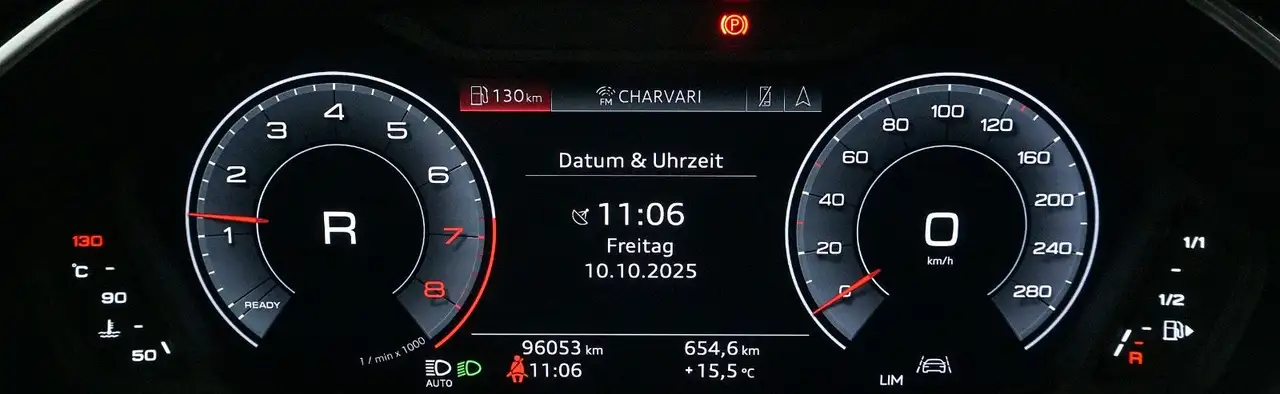 P
130 km
FM CHARVARI
1
2
3
4
5
6
7
8
READY
R
1 / min x 1000
Datum & Uhrzeit
11:06
Freitag
10.10.2025
96053 km
654,6 km
11:06
+15,5 °C
AUTO
0
20
40
60
80
100
120
160
200
240
280
0
km/h
LIM
130
°C
90
50
1/1
1/2
R